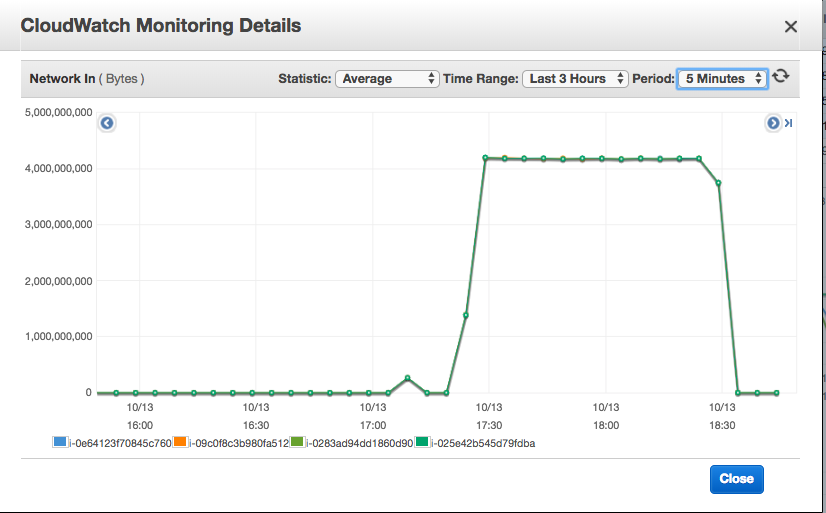 CloudWatch Monitoring Details
Network In ( Bytes ) Statistic: Average Time Range: Last 3 Hours Period: 5 Minutes
5,000,000,000
4,000,000,000
3,000,000,000
2,000,000,000
1,000,000,000
0
10/13 10/13 10/13 10/13 10/13 10/13
16:00 16:30 17:00 17:30 18:00 18:30
i-0e64123f70845c760 i-09c0f8c3b980fa512 i-0283ad94dd1860d90 i-025e42b545d79fdba
Close